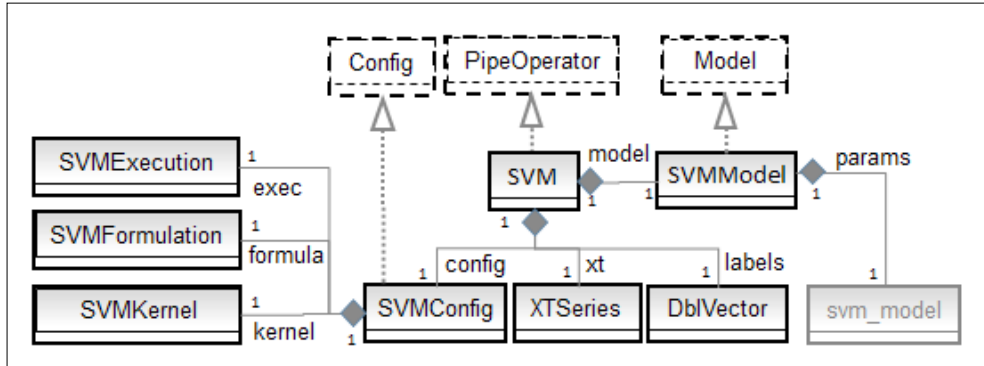 Config
PipeOperator
Model
SVMExecution
1
exec
SVM
model
1
1
SVMModel
params
1
SVMFormulation
1
formula
1
config
1
xt
1
labels
1
1
SVMKernel
1
kernel
1
SVMConfig
XTSeries
DblVector
svm_model